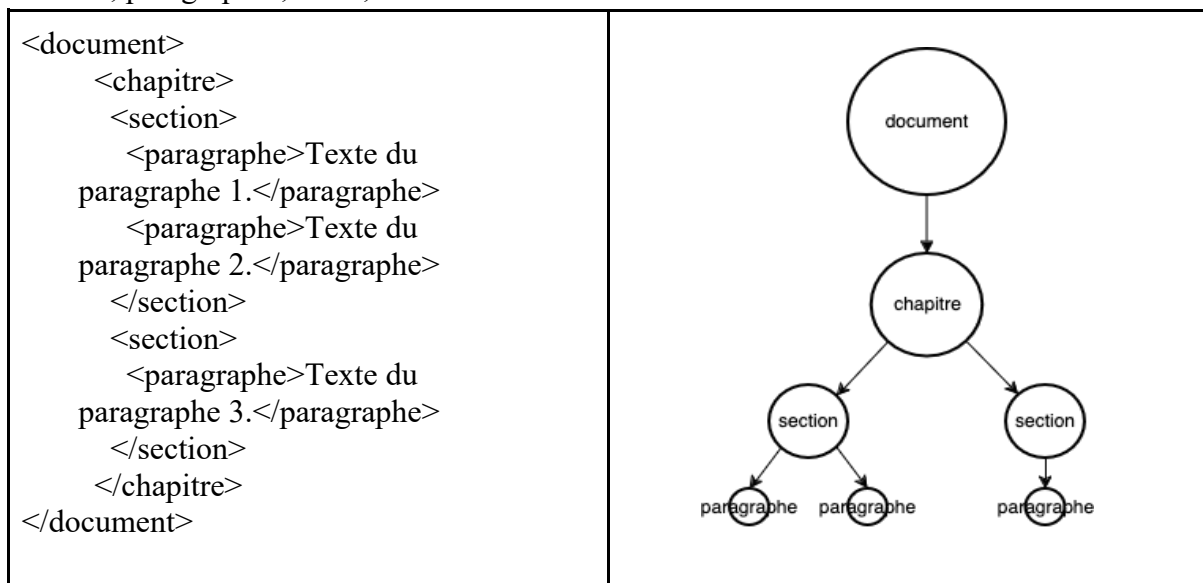 <document>
<chapitre>
<section>
<paragraphe>Texte du
paragraphe 1.</paragraphe>
<paragraphe>Texte du
paragraphe 2.</paragraphe>
</section>
<section>
<paragraphe>Texte du
paragraphe 3.</paragraphe>
</section>
</chapitre>
</document>
document
chapitre
section section
paragraphe paragraphe paragraphe